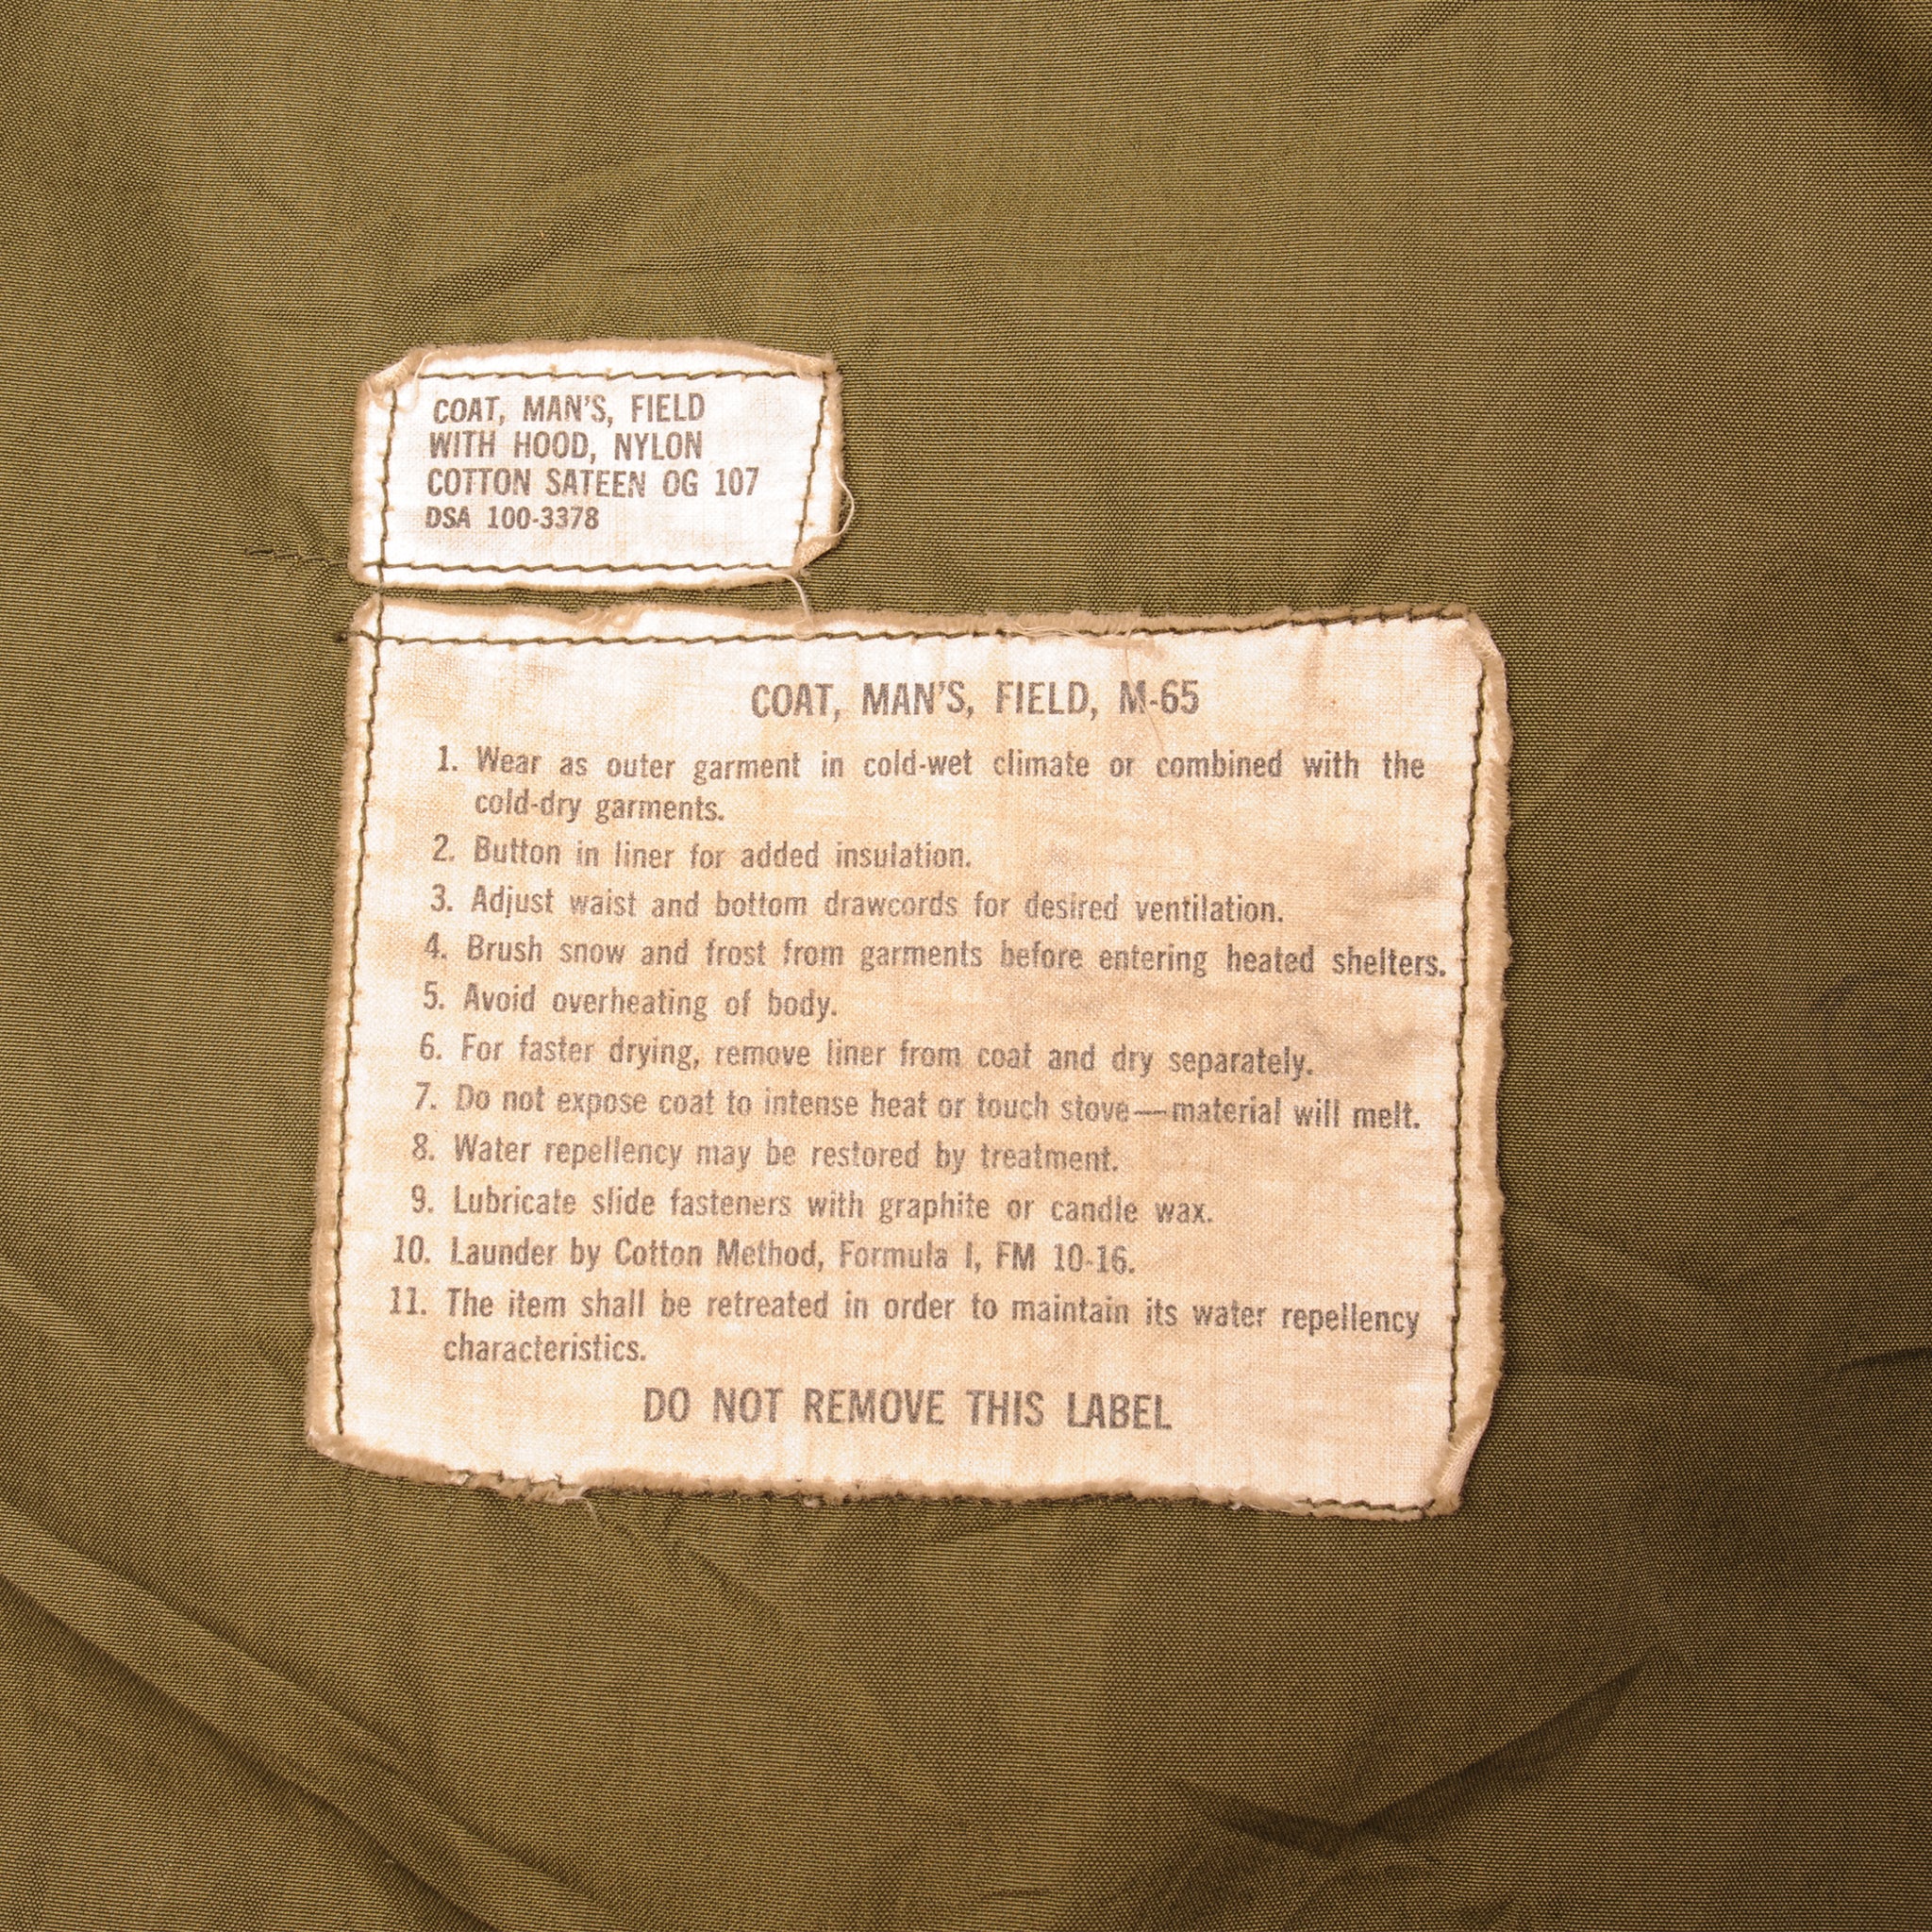 COAT, MAN'S, FIELD
WITH HOOD, NYLON
COTTON SATEEN OG 107
DSA 100-3378
COAT, MAN'S, FIELD, M-65
1. Wear as outer garment in cold-wet climate or combined with the
cold-dry garments.
2. Button in liner for added insulation.
3. Adjust waist and bottom drawcords for desired ventilation.
4. Brush snow and frost from garments before entering heated shelters.
5. Avoid overheating of body.
6. For faster drying, remove liner from coat and dry separately.
7. Do not expose coat to intense heat or touch stove—material will melt.
8. Water repellency may be restored by treatment.
9. Lubricate slide fasteners with graphite or candle wax.
10. Launder by Cotton Method, Formula I, FM 10-16.
11. The item shall be retreated in order to maintain its water repellency
characteristics.
DO NOT REMOVE THIS LABEL